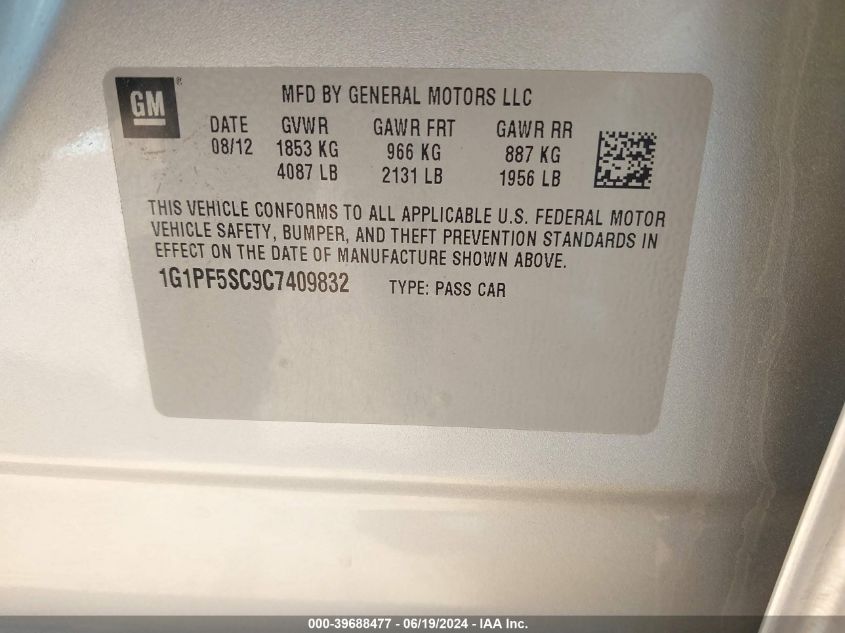 GM ®
MFD BY GENERAL MOTORS LLC
DATE GVWR GAWR FRT GAWR RR
08/12 1853 KG 966 KG 887 KG
4087 LB 2131 LB 1956 LB
THIS VEHICLE CONFORMS TO ALL APPLICABLE U.S. FEDERAL MOTOR
VEHICLE SAFETY, BUMPER, AND THEFT PREVENTION STANDARDS IN
EFFECT ON THE DATE OF MANUFACTURE SHOWN ABOVE.
1G1PF5SC9C7409832 TYPE: PASS CAR
000-39688477 - 06/19/2024 - IAA Inc.